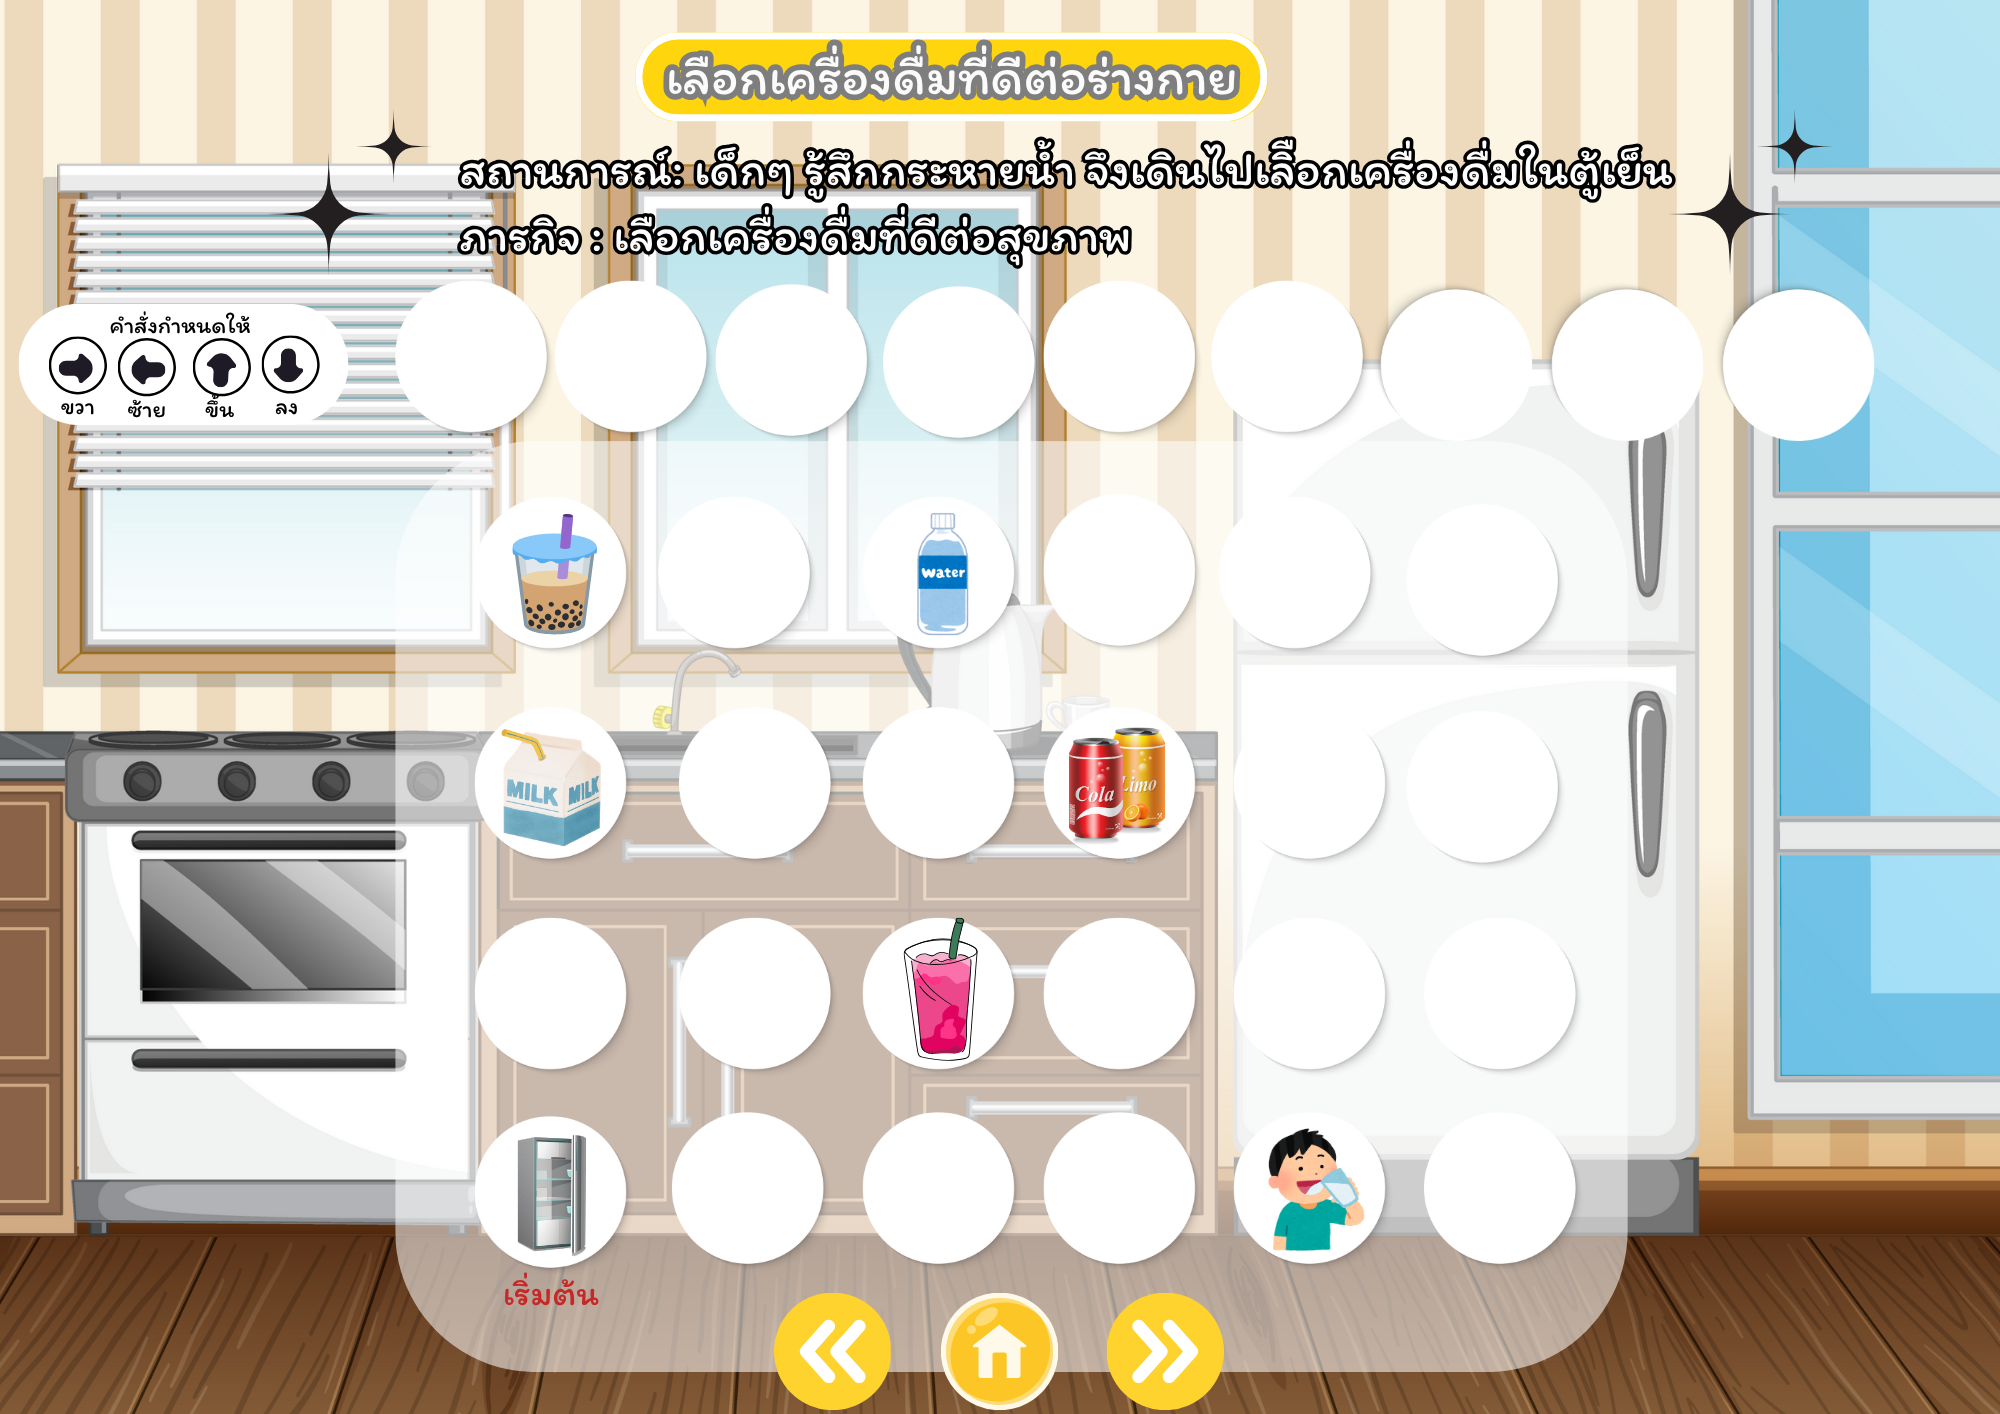 เลือกเครื่องดื่มที่ดีต่อร่างกาย
สถานการณ์: เด็กๆ รู้สึกกระหายน้ำ จึงเดินไปเลือกเครื่องดื่มในตู้เย็น
ภารกิจ : เลือกเครื่องดื่มที่ดีต่อสุขภาพ
คำสั่งกำหนดให้
ขวา ซ้าย ขึ้น ลง
Water
MILK MILK
Cola Limo
เริ่มต้น